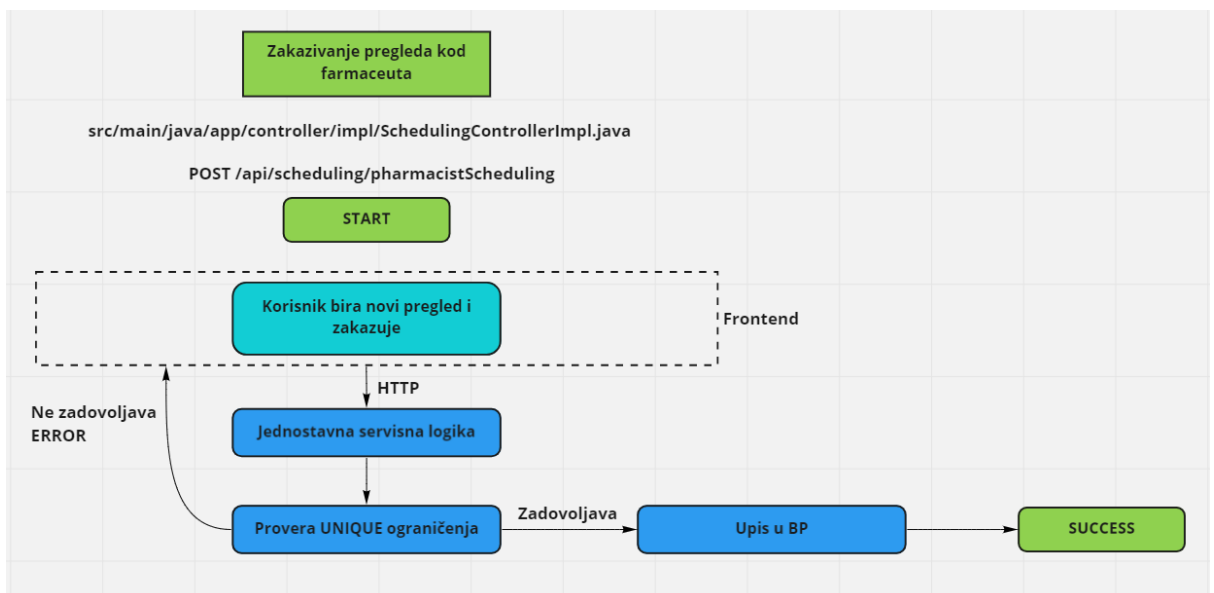 Zakazivanje pregleda kod
farmaceuta
src/main/java/app/controller/impl/SchedulingControllerImpl.java
POST /api/scheduling/pharmacistScheduling
START
Korisnik bira novi pregled i
zakazuje
Frontend
HTTP
Ne zadovoljava
ERROR
Jednostavna servisna logika
Provera UNIQUE ograničenja
Zadovoljava
Upis u BP
SUCCESS